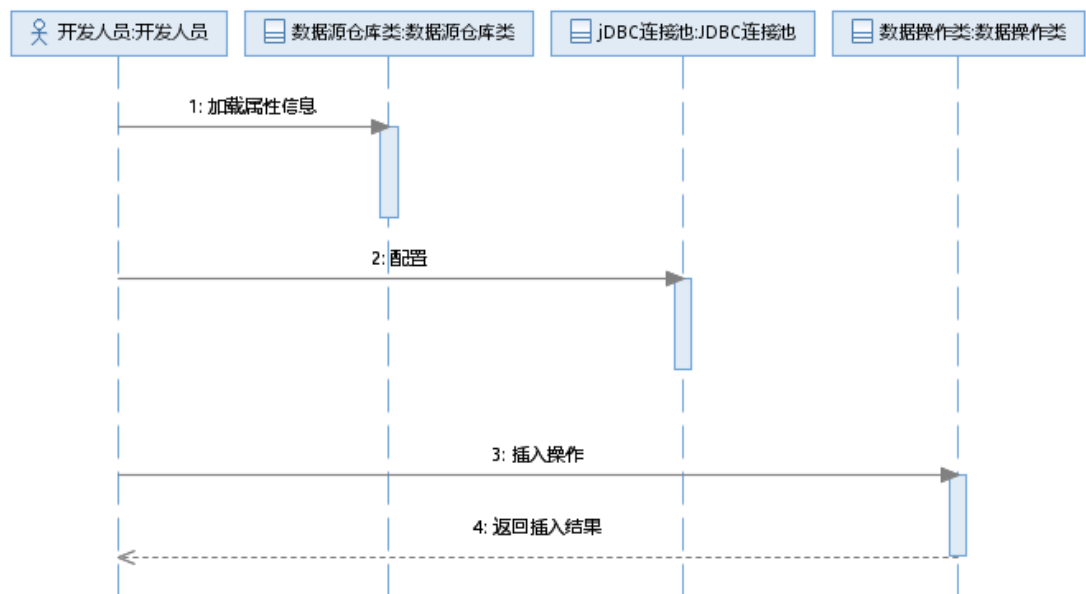 开发人员:开发人员
数据源仓库类:数据源仓库类
jDBC连接池:JDBC连接池
数据操作类:数据操作类
1: 加载属性信息
2: 配置
3: 插入操作
4: 返回插入结果